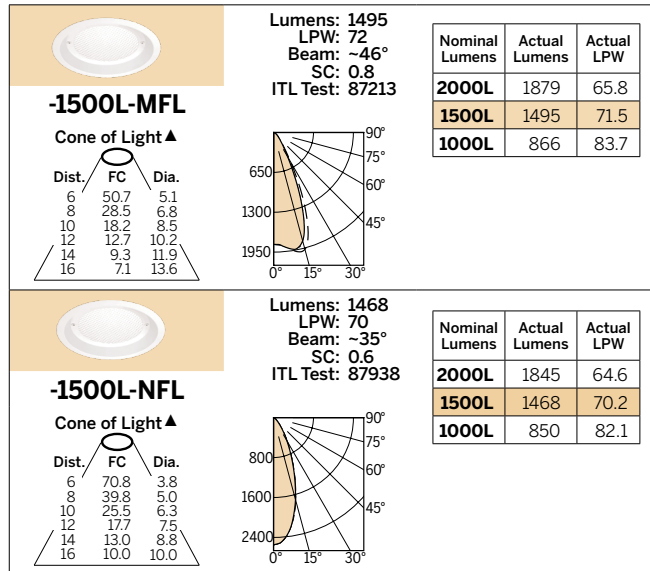 Lumens: 1495
LPW: 72
Beam: ~46°
SC: 0.8
ITL Test: 87213
-1500L-MFL
Cone of Light▲
Dist. FC Dia.
6 50.7 5.1
8 28.5 6.8
10 18.2 8.5
12 12.7 10.2
14 9.3 11.9
16 7.1 13.6
90°
75°
60°
45°
650
1300
1950
0° 15° 30°
Nominal Lumens Actual Lumens Actual LPW
2000L 1879 65.8
1500L 1495 71.5
1000L 866 83.7
Lumens: 1468
LPW: 70
Beam: ~35°
SC: 0.6
ITL Test: 87938
-1500L-NFL
Cone of Light▲
Dist. FC Dia.
6 70.8 3.8
8 39.8 5.0
10 25.5 6.3
12 17.7 7.5
14 13.0 8.8
16 10.0 10.0
90°
75°
60°
45°
800
1600
2400
0° 15° 30°
Nominal Lumens Actual Lumens Actual LPW
2000L 1845 64.6
1500L 1468 70.2
1000L 850 82.1